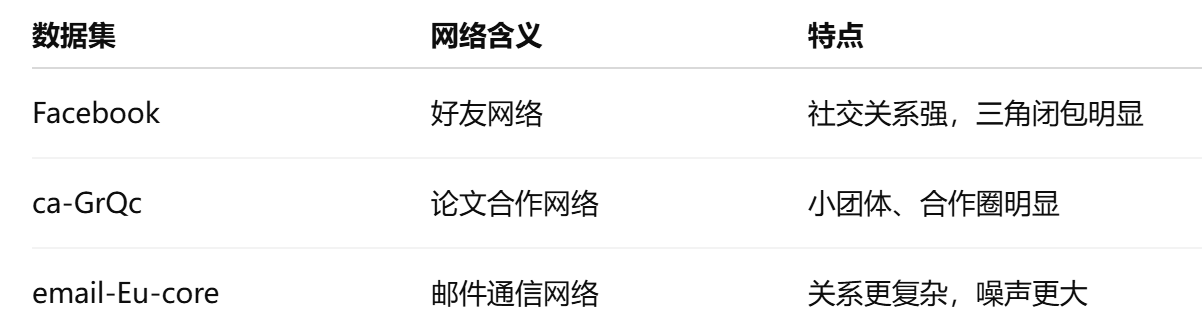 数据集 网络含义 特点
Facebook 好友网络 社交关系强，三角闭包明显
ca-GrQc 论文合作网络 小团体、合作圈明显
email-Eu-core 邮件通信网络 关系更复杂，噪声更大